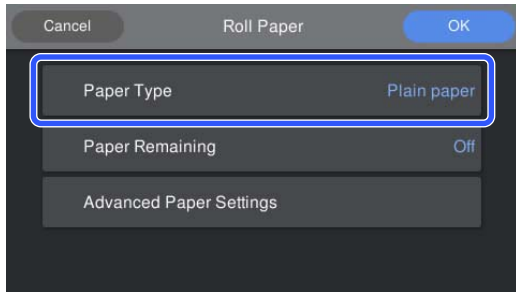 Cancel Roll Paper OK
Paper Type Plain paper
Paper Remaining Off
Advanced Paper Settings